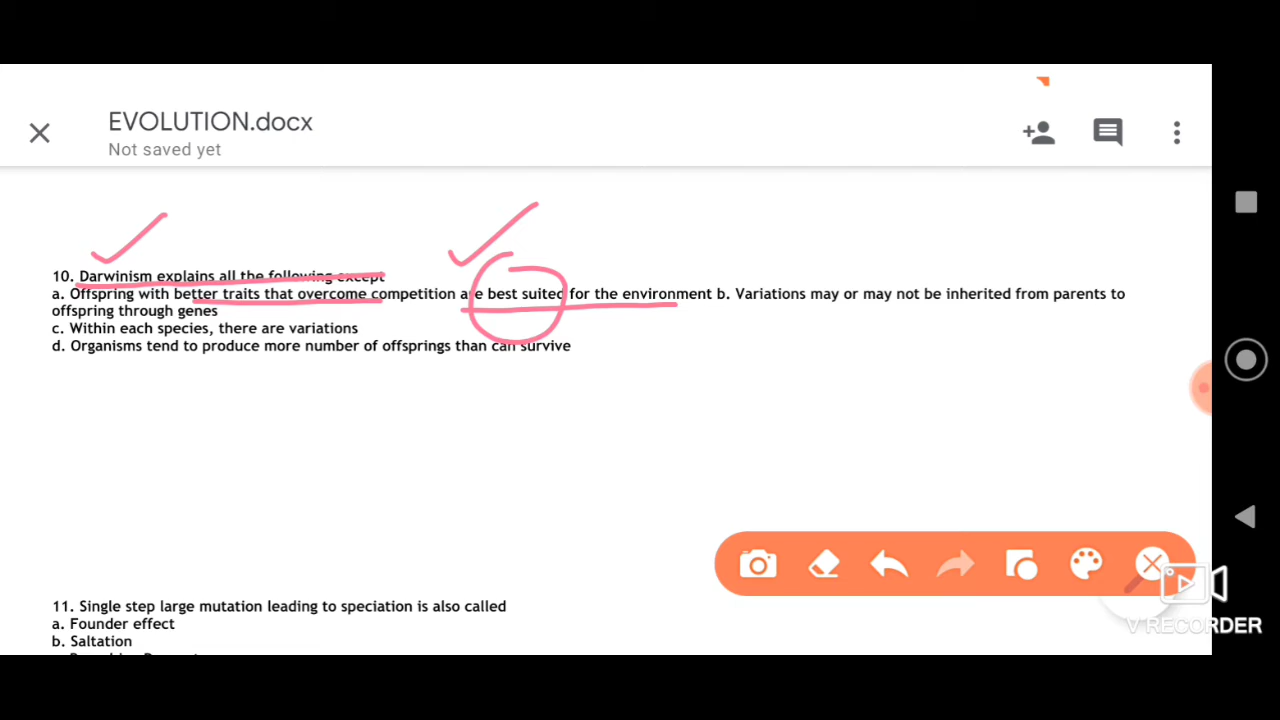 EVOLUTION.docx
Not saved yet
10. Darwinism explains all the following except
a. Offspring with better traits that overcome competition are best suited for the environment b. Variations may or may not be inherited from parents to
offspring through genes
c. Within each species, there are variations
d. Organisms tend to produce more number of offsprings than can survive
11. Single step large mutation leading to speciation is also called
a. Founder effect
b. Saltation
V RECORDER